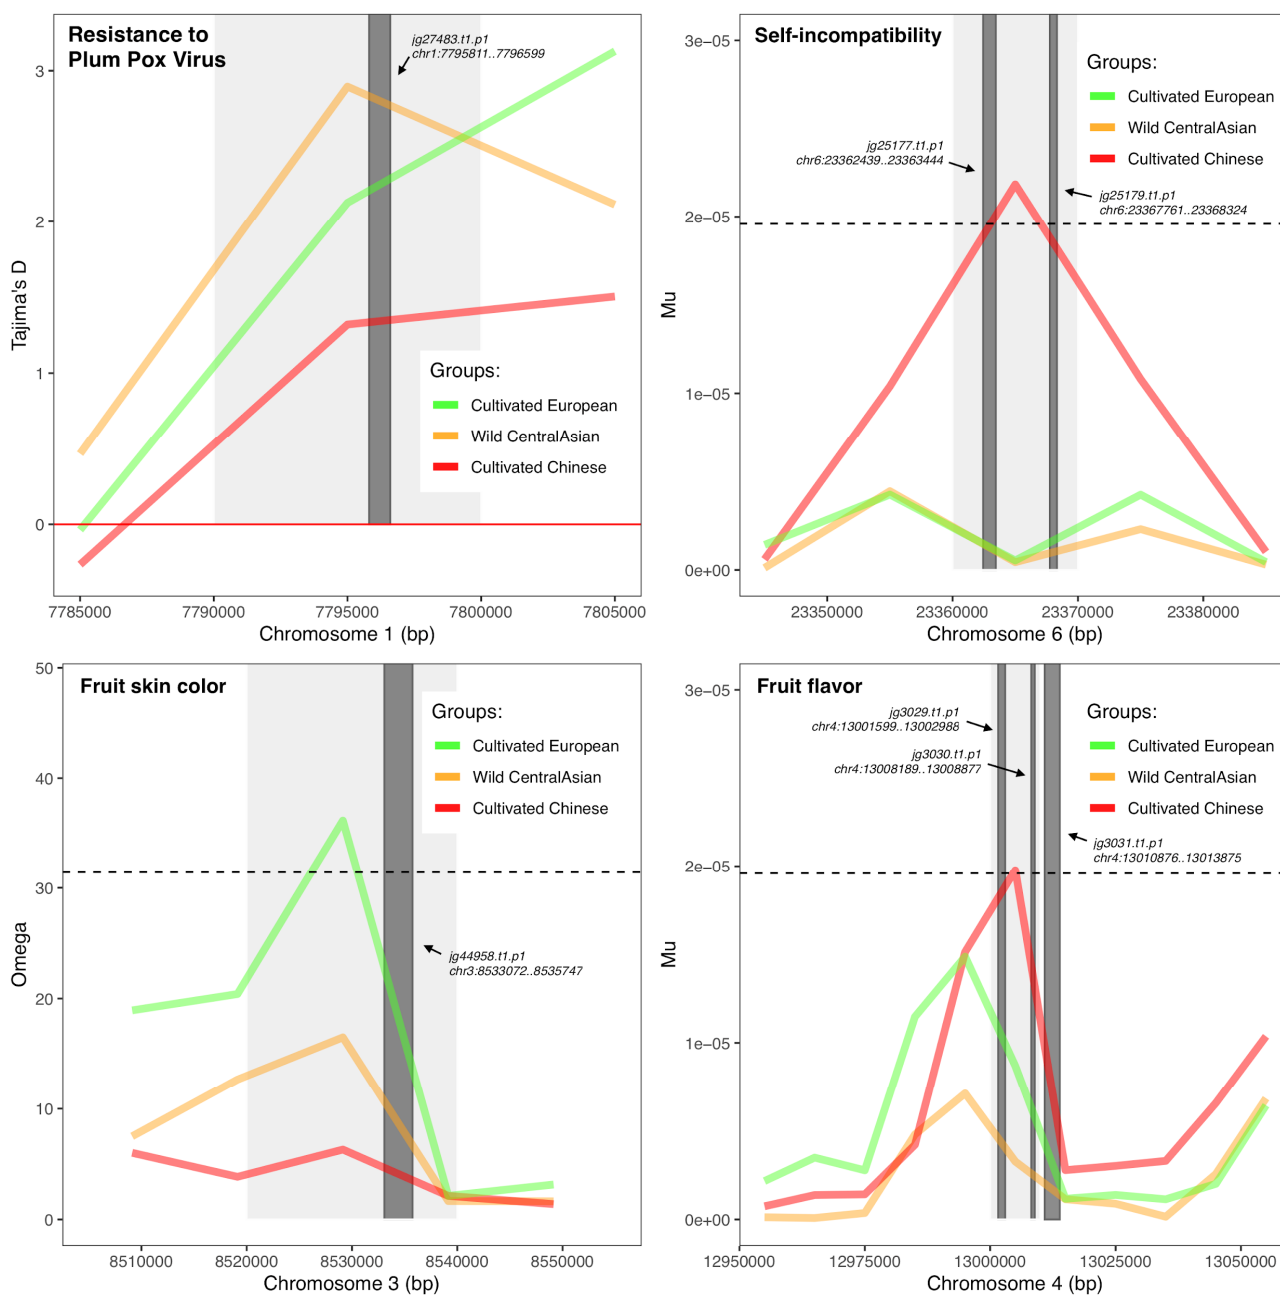 Resistance to
Plum Pox Virus
jg27483.t1.p1
chr1:7795811..7796599
3
2
1
0
Tajima's D
Groups:
Cultivated European
Wild CentralAsian
Cultivated Chinese
7785000 7790000 7795000 7800000 7805000
Chromosome 1 (bp)
Self-incompatibility
3e−05
2e−05
1e−05
0e+00
Mu
Groups:
Cultivated European
Wild CentralAsian
Cultivated Chinese
jg25177.t1.p1
chr6:23362439..23363444
jg25179.t1.p1
chr6:23367761..23368324
23350000 23360000 23370000 23380000
Chromosome 6 (bp)
Fruit skin color
50
40
30
20
10
0
Omega
Groups:
Cultivated European
Wild CentralAsian
Cultivated Chinese
jg44958.t1.p1
chr3:8533072..8535747
8510000 8520000 8530000 8540000 8550000
Chromosome 3 (bp)
Fruit flavor
3e−05
2e−05
1e−05
0e+00
Mu
jg3029.t1.p1
chr4:13001599..13002988
jg3030.t1.p1
chr4:13008189..13008877
Groups:
Cultivated European
Wild CentralAsian
Cultivated Chinese
jg3031.t1.p1
chr4:13010876..13013875
12950000 12975000 13000000 13025000 13050000
Chromosome 4 (bp)